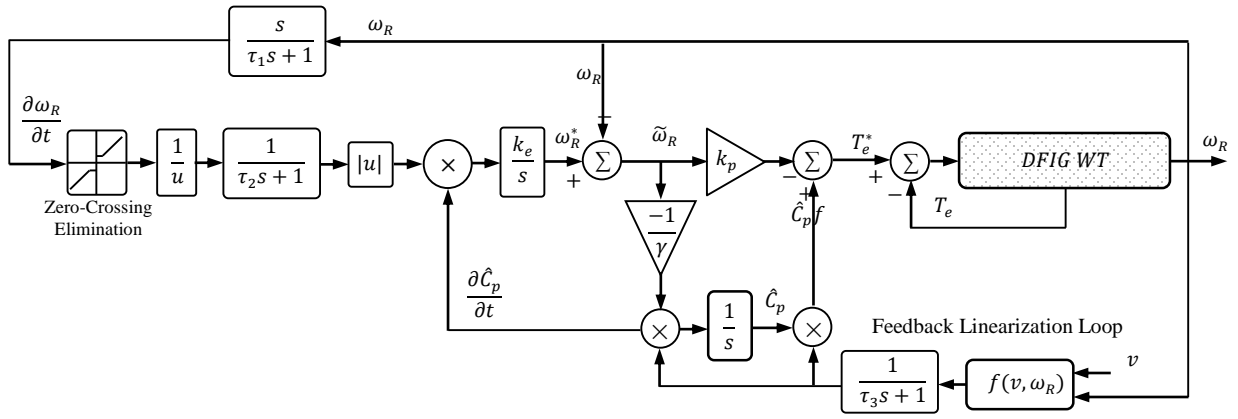 s
τ₁s + 1
ω_R
ω_R
∂ω_R
∂t
1
u
1
τ₂s + 1
|u|
×
k_e
s
ω_R^*
∑
−
+
ω̃_R
k_p
∑
−
+
T_e^*
∑
+
−
DFIG WT
ω_R
T_e
Zero-Crossing
Elimination
Ĉ_p f
−1
γ
∂Ĉ_p
∂t
×
1
s
Ĉ_p
×
Feedback Linearization Loop
1
τ₃s + 1
f(v, ω_R)
v